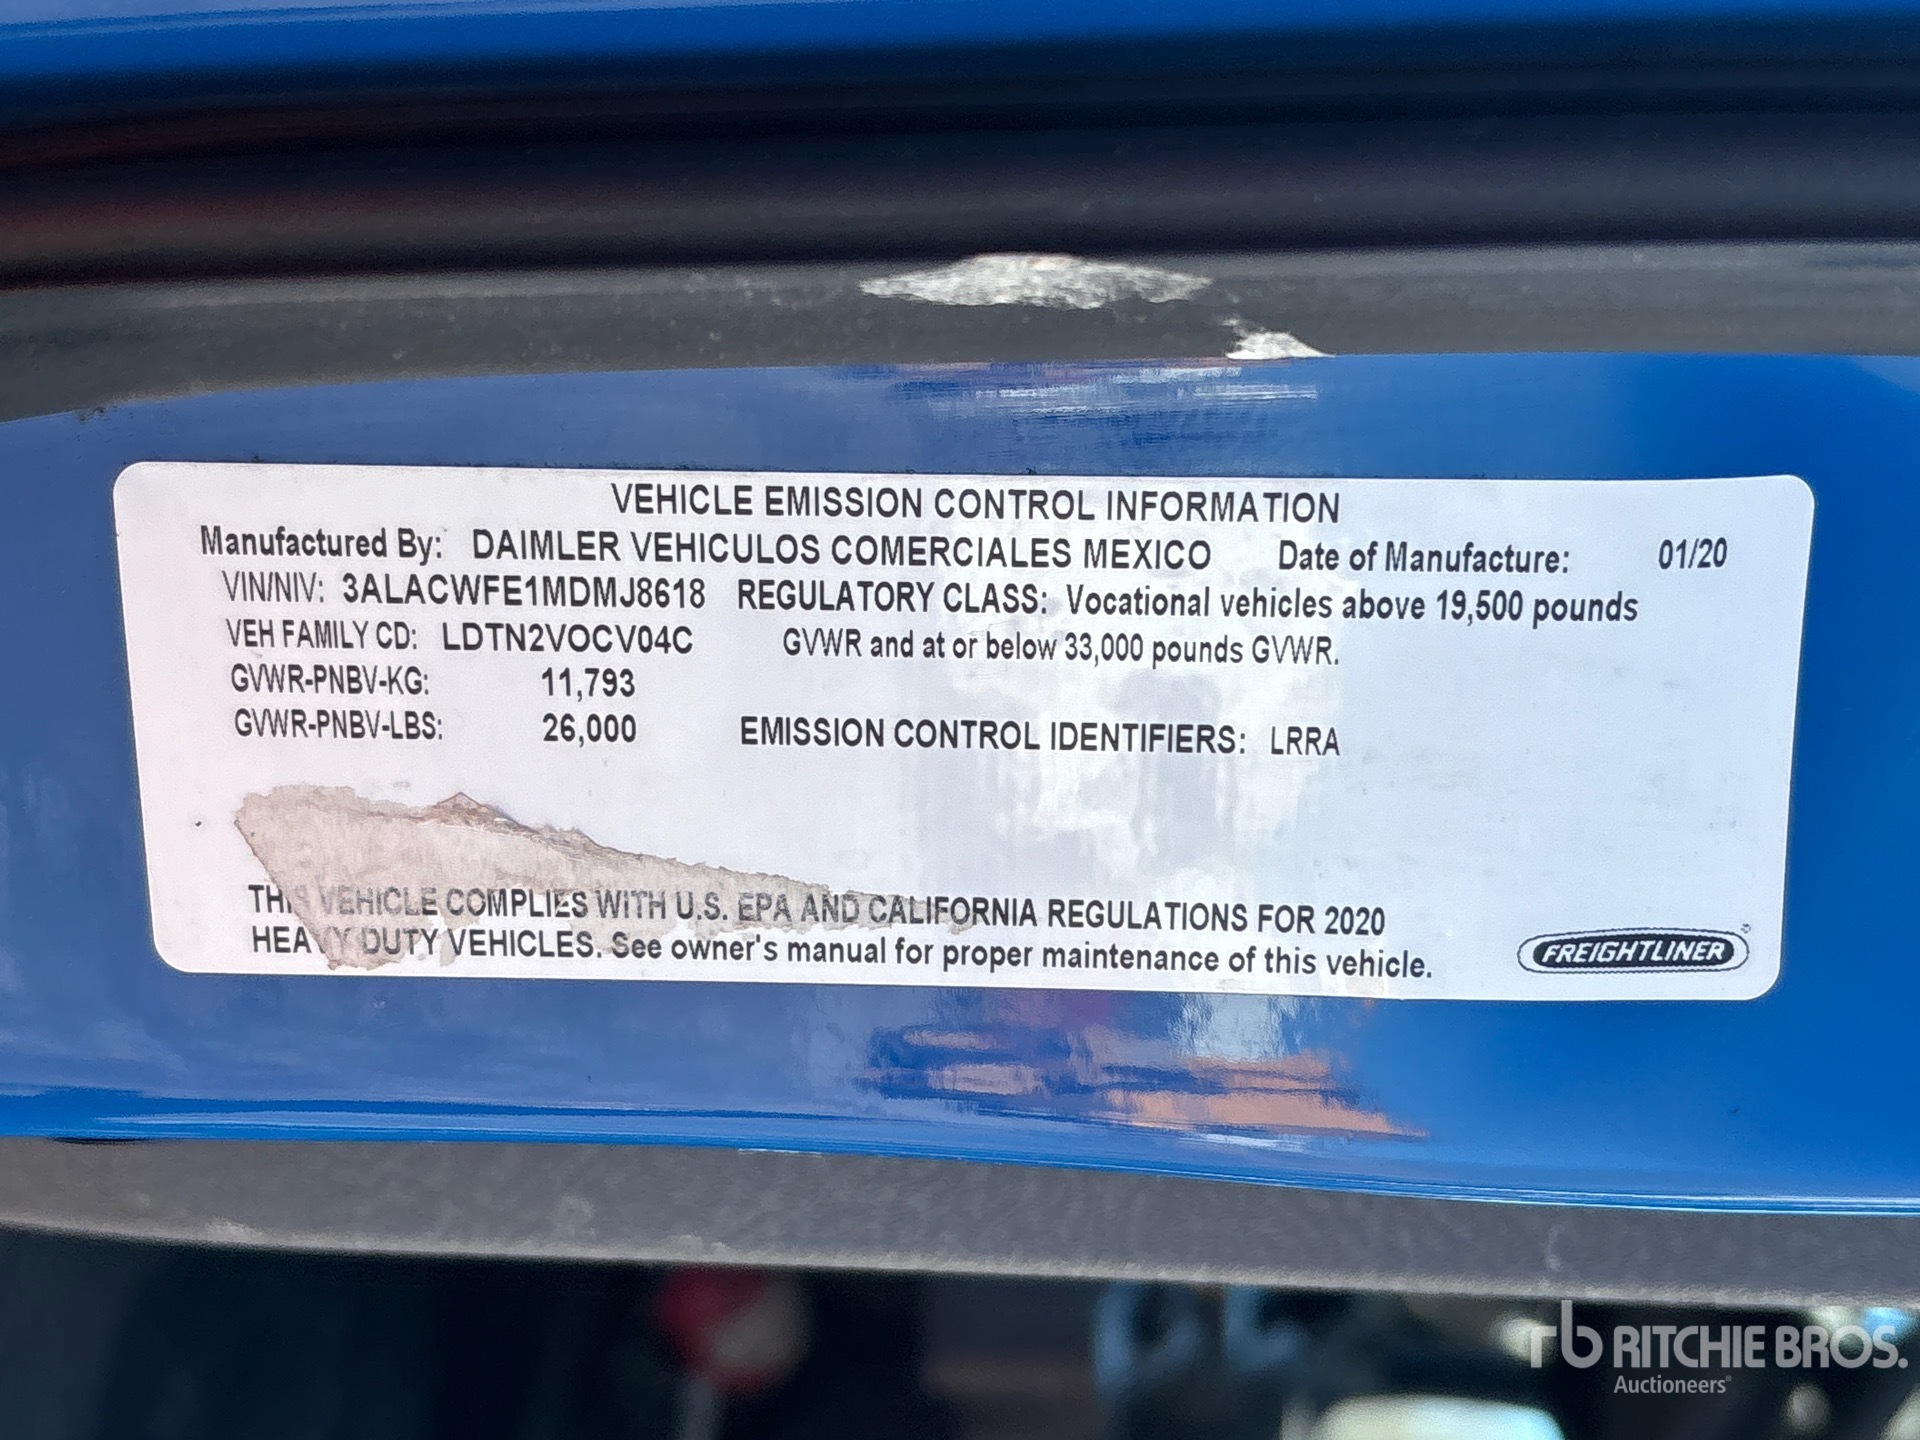 VEHICLE EMISSION CONTROL INFORMATION
Manufactured By: DAIMLER VEHICULOS COMERCIALES MEXICO Date of Manufacture: 01/20
VIN/NIV: 3ALACWFE1MDMJ8618 REGULATORY CLASS: Vocational vehicles above 19,500 pounds
VEH FAMILY CD: LDTN2VOCV04C GVWR and at or below 33,000 pounds GVWR.
GVWR-PNBV-KG: 11,793
GVWR-PNBV-LBS: 26,000 EMISSION CONTROL IDENTIFIERS: LRRA
THIS VEHICLE COMPLIES WITH U.S. EPA AND CALIFORNIA REGULATIONS FOR 2020
HEAVY DUTY VEHICLES. See owner's manual for proper maintenance of this vehicle.
FREIGHTLINER
rb RITCHIE BROS.
Auctioneers